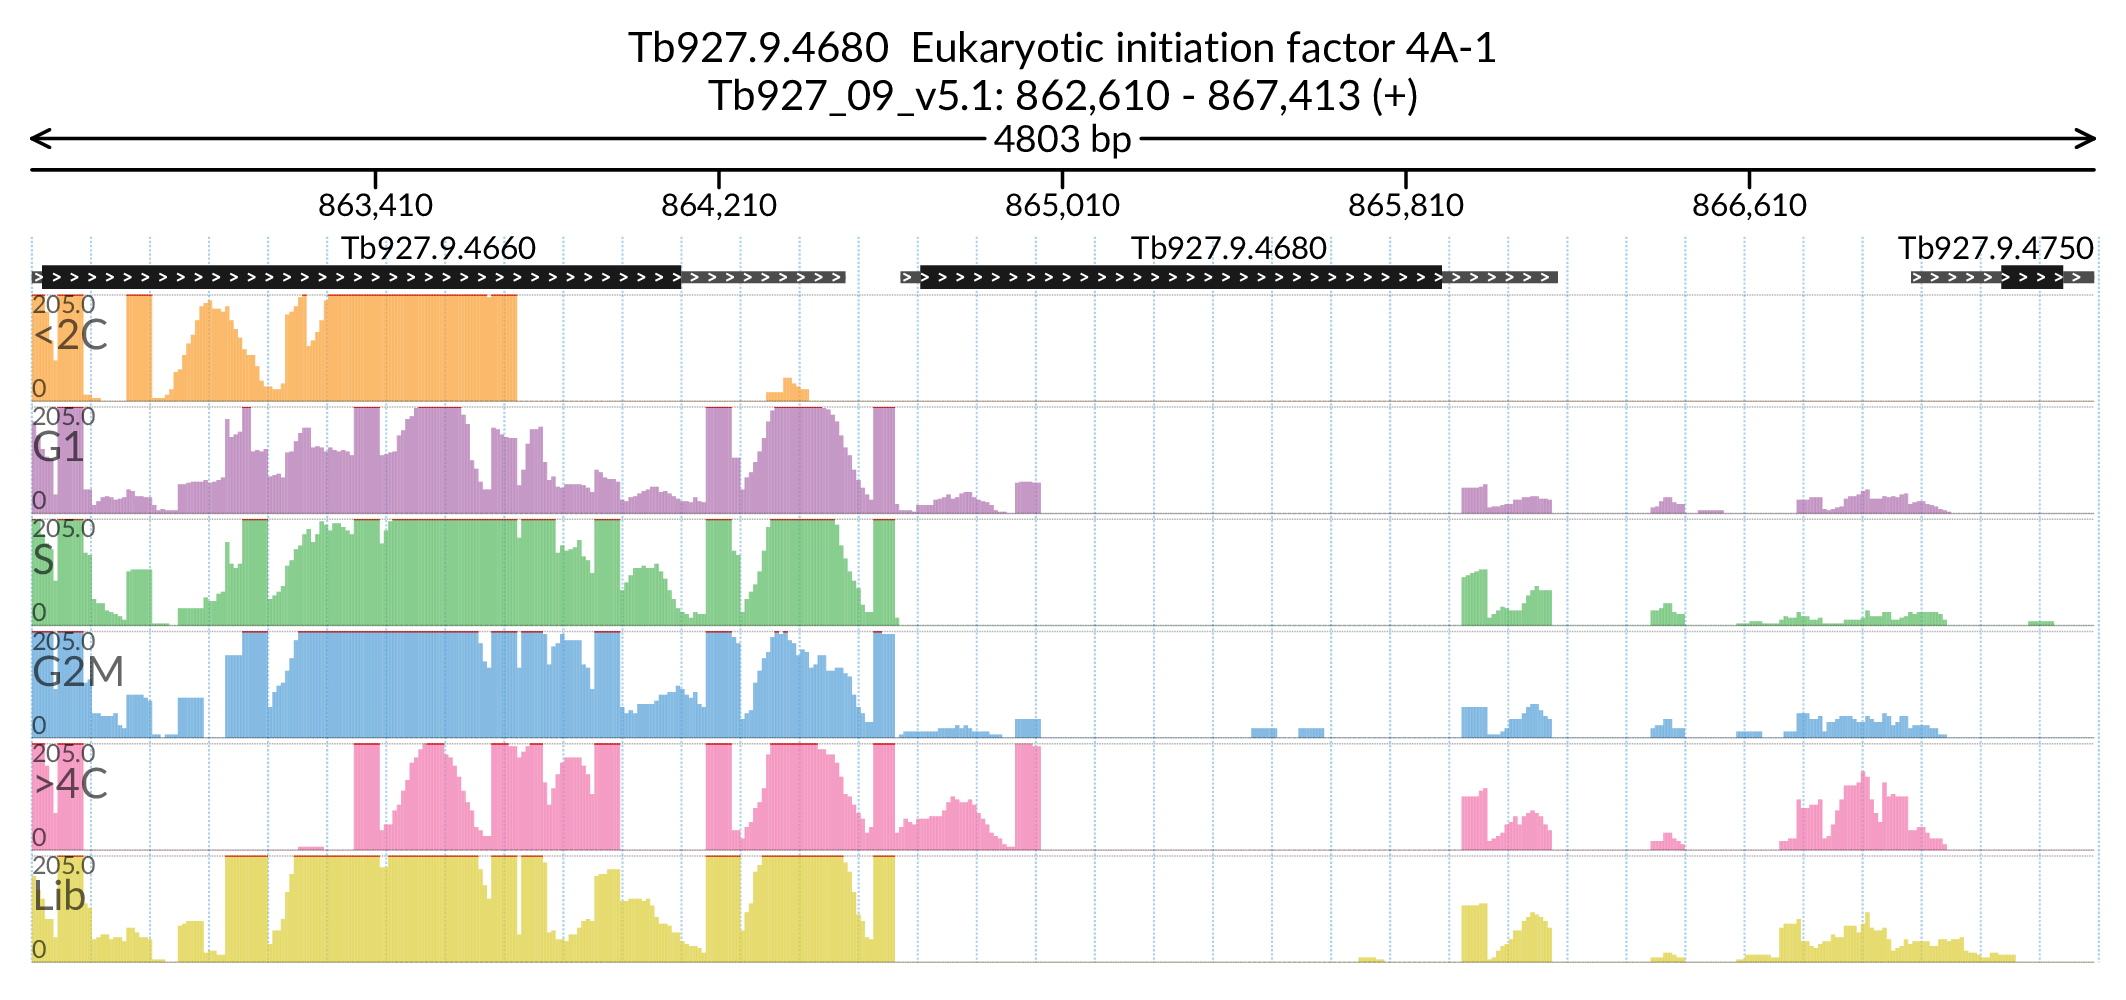 Tb927.9.4680  Eukaryotic initiation factor 4A-1
Tb927_09_v5.1: 862,610 - 867,413 (+)
4803 bp
863,410 864,210 865,010 865,810 866,610
Tb927.9.4660 Tb927.9.4680 Tb927.9.4750
205.0
<2C
0
205.0
G1
0
205.0
S
0
205.0
G2M
0
205.0
>4C
0
205.0
Lib
0